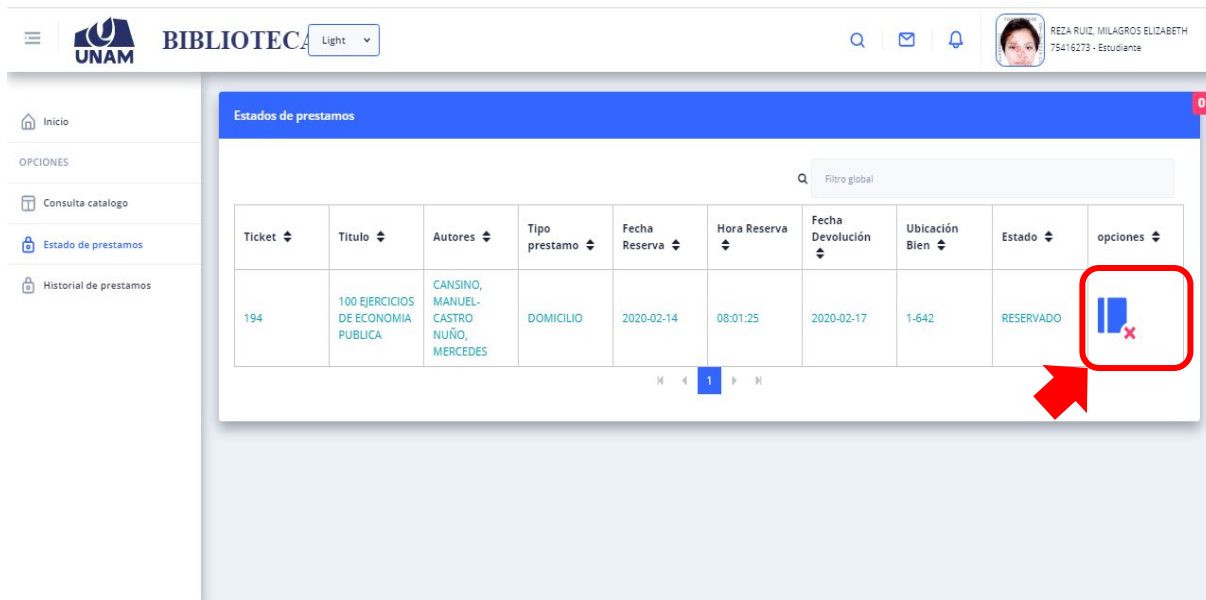 UNAM
BIBLIOTECA
Light
REZA RUIZ, MILAGROS ELIZABETH
75416273 - Estudiante
Inicio
OPCIONES
Consulta catalogo
Estado de prestamos
Historial de prestamos
Estados de prestamos
0
Filtro global
Ticket
Titulo
Autores
Tipo
prestamo
Fecha
Reserva
Hora Reserva
Fecha
Devolución
Ubicación
Bien
Estado
opciones
194
100 EJERCICIOS
DE ECONOMIA
PUBLICA
CANSINO,
MANUEL-
CASTRO
NUÑO,
MERCEDES
DOMICILIO
2020-02-14
08:01:25
2020-02-17
1-642
RESERVADO
1